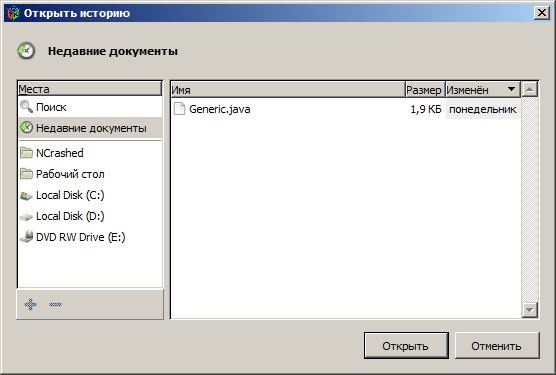 Открыть историю
Недавние документы
Места
Поиск
Недавние документы
NCrashed
Рабочий стол
Local Disk (C:)
Local Disk (D:)
DVD RW Drive (E:)
Имя Размер Изменён
Generic.java 1,9 КБ понедельник
Открыть Отменить